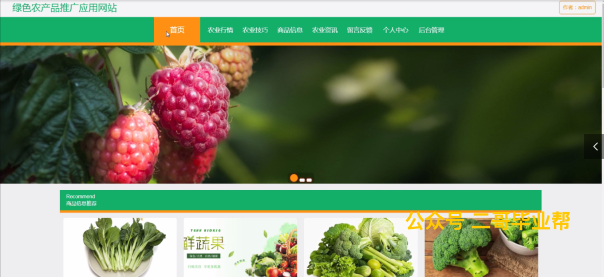 绿色农产品推广应用网站
欢迎:admin
首页 农业行情 农业技巧 商品信息 农业资讯 留言反馈 个人中心 后台管理
Recommend
商品信息推荐
公众号 二哥毕业帮
鲜蔬果